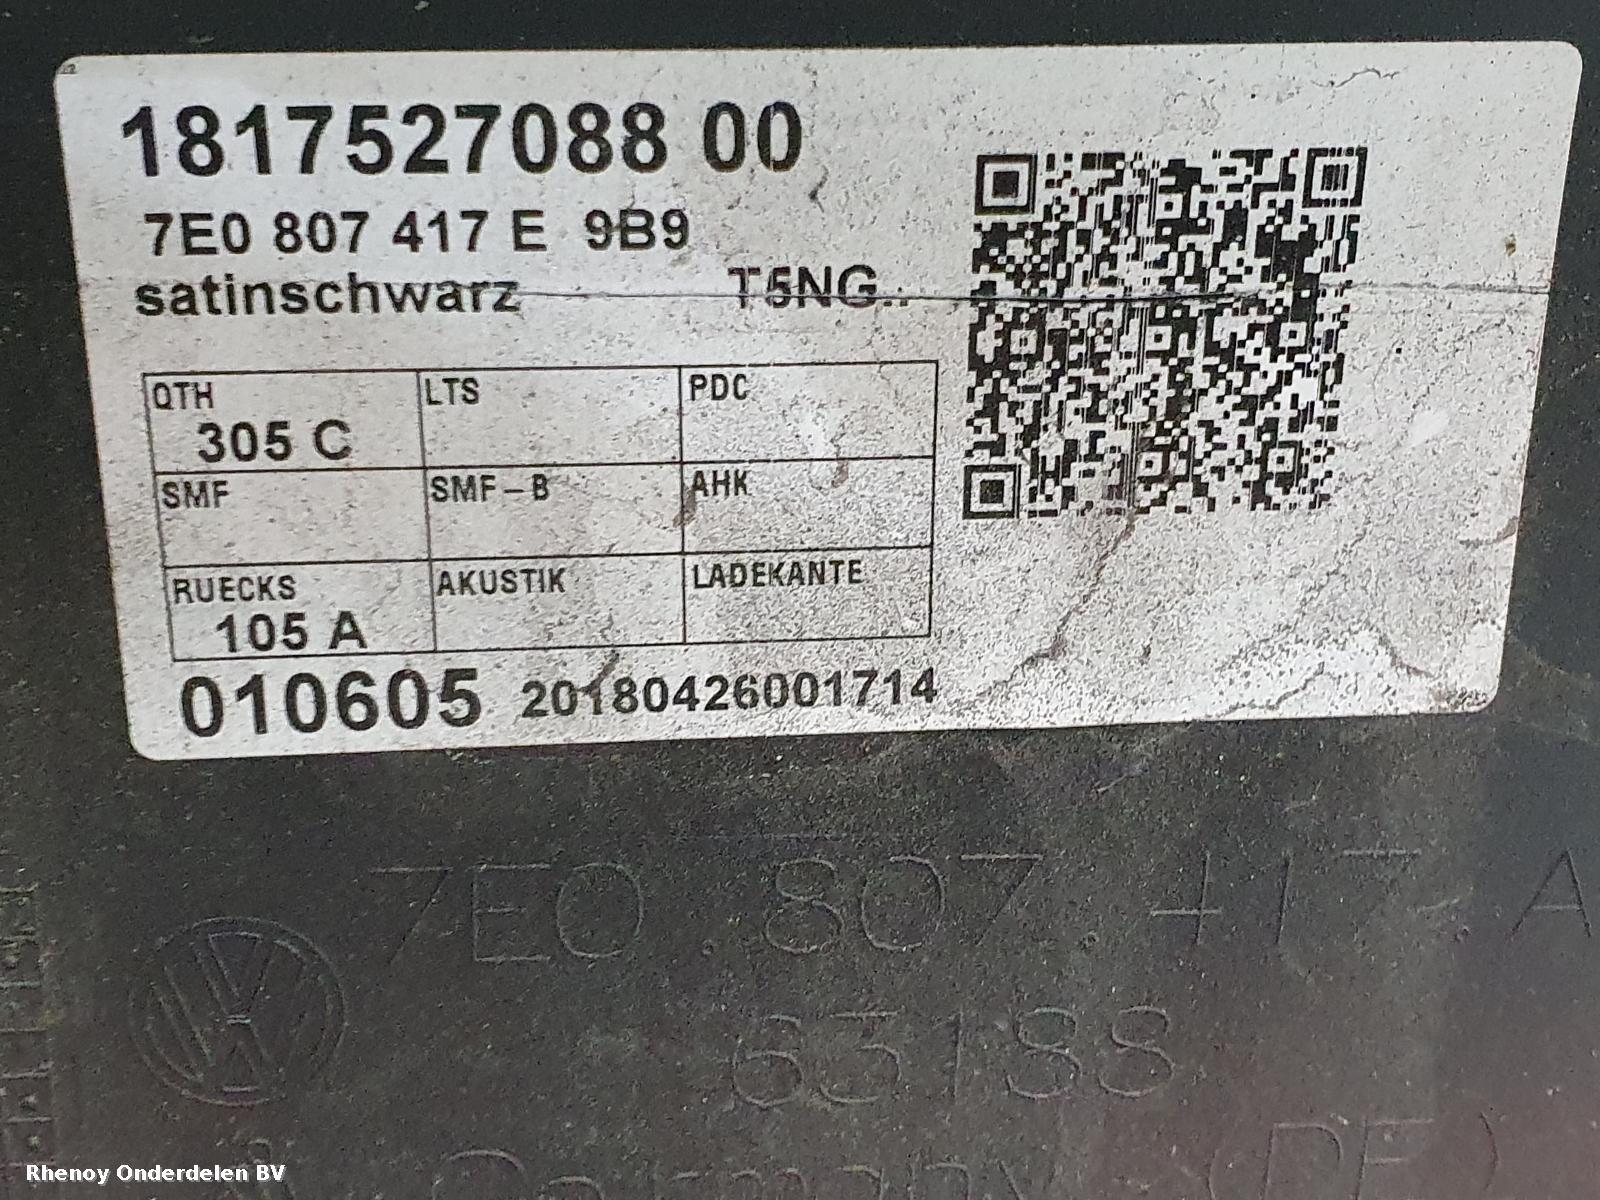 1817527088 00
7E0 807 417 E 9B9
satinschwarz T5NG..
QTH LTS PDC
305 C
SMF SMF-B AHK
RUECKS AKUSTIK LADEKANTE
105 A
010605 20180426001714
7E0.807.417.A
Rhenoy Onderdelen BV